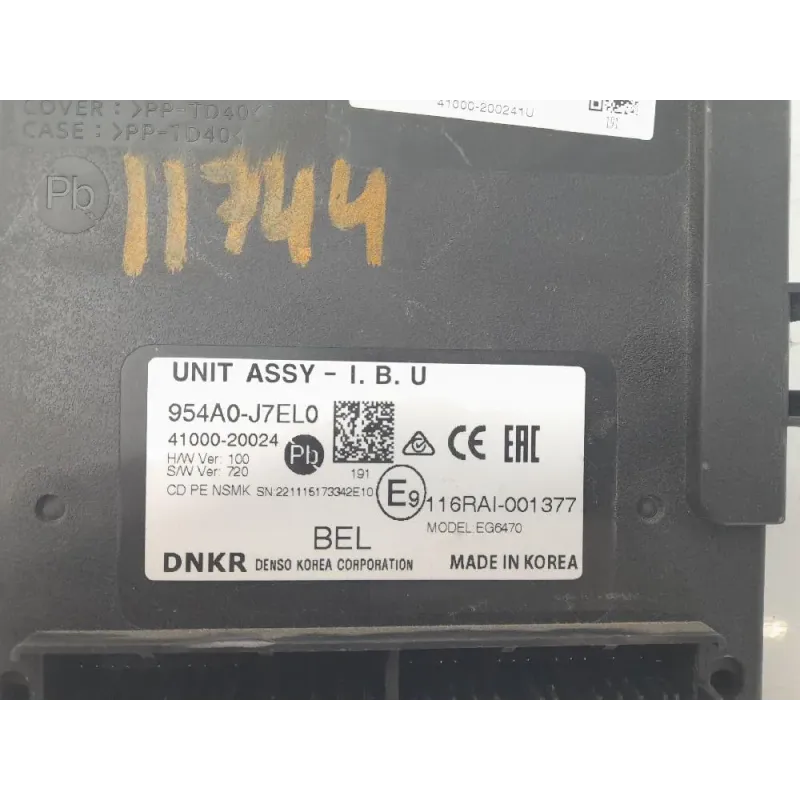 COVER : >PP-TD40<
CASE : >PP-TD40<
41000-200241U
191
Pb
11744
UNIT ASSY - I. B. U
954A0-J7EL0
41000-20024
Pb
H/W Ver: 100
S/W Ver: 720
191
CE EAC
CD PE NSMK SN:221115173342E10
E9 116RAI-001377
MODEL:EG6470
BEL
DNKR DENSO KOREA CORPORATION MADE IN KOREA